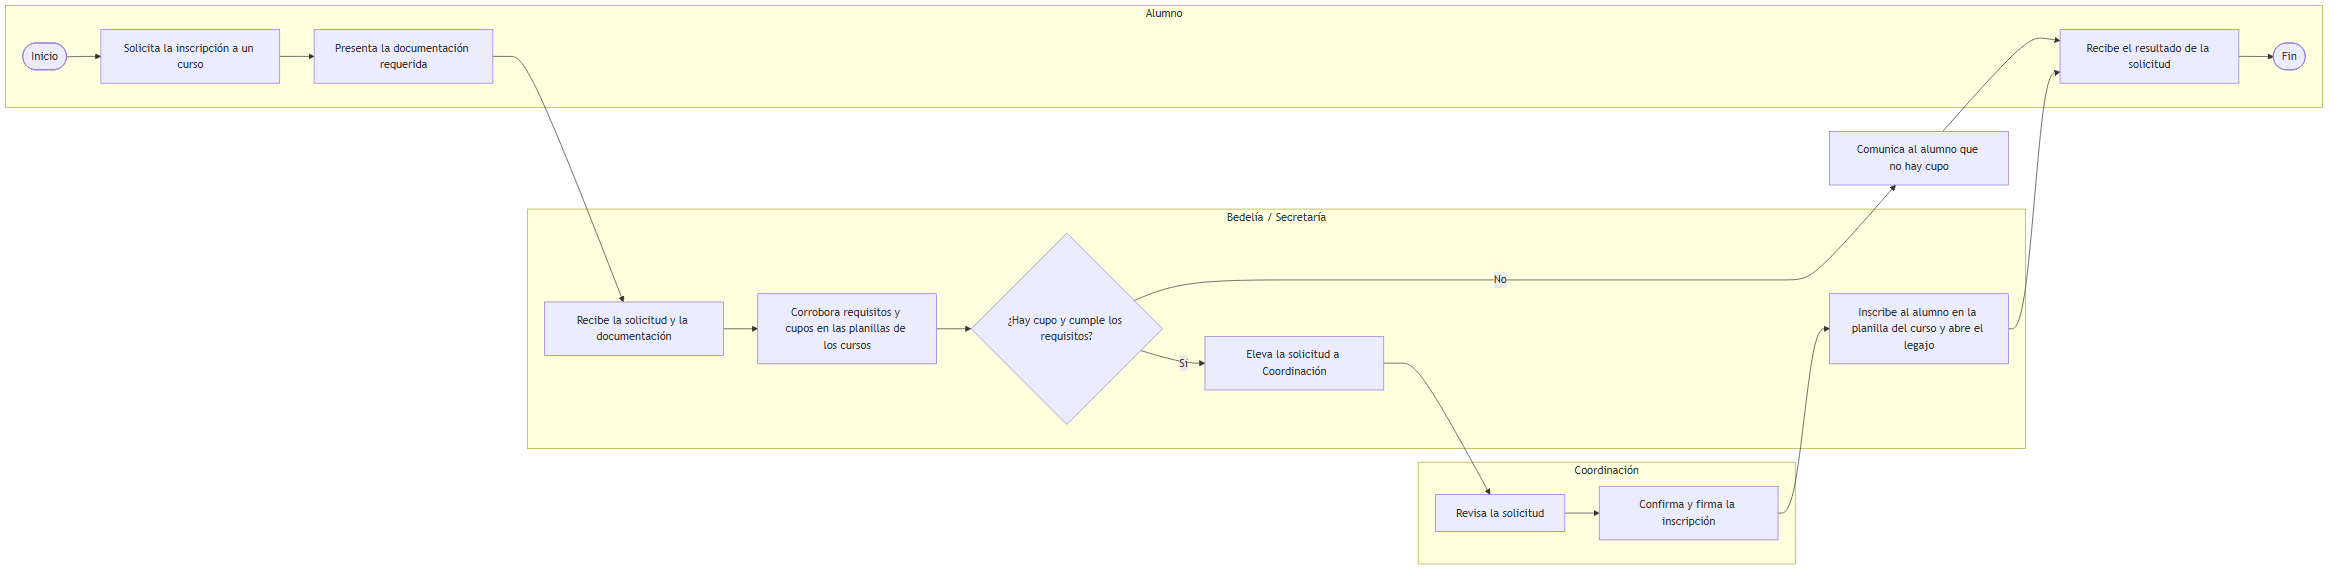 Alumno
Inicio
Solicita la inscripción a un
curso
Presenta la documentación
requerida
Recibe el resultado de la
solicitud
Fin
Comunica al alumno que
no hay cupo
Bedelía / Secretaría
Recibe la solicitud y la
documentación
Corrobora requisitos y
cupos en las planillas de
los cursos
¿Hay cupo y cumple los
requisitos?
No
Si
Eleva la solicitud a
Coordinación
Inscribe al alumno en la
planilla del curso y abre el
legajo
Coordinación
Revisa la solicitud
Confirma y firma la
inscripción